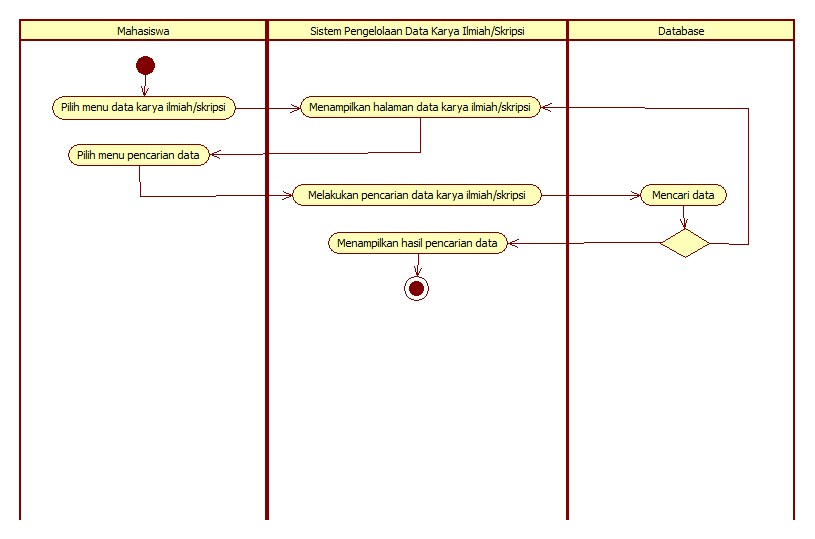 Mahasiswa
Sistem Pengelolaan Data Karya Ilmiah/Skripsi
Database
Pilih menu data karya ilmiah/skripsi
Menampilkan halaman data karya ilmiah/skripsi
Pilih menu pencarian data
Melakukan pencarian data karya ilmiah/skripsi
Mencari data
Menampilkan hasil pencarian data